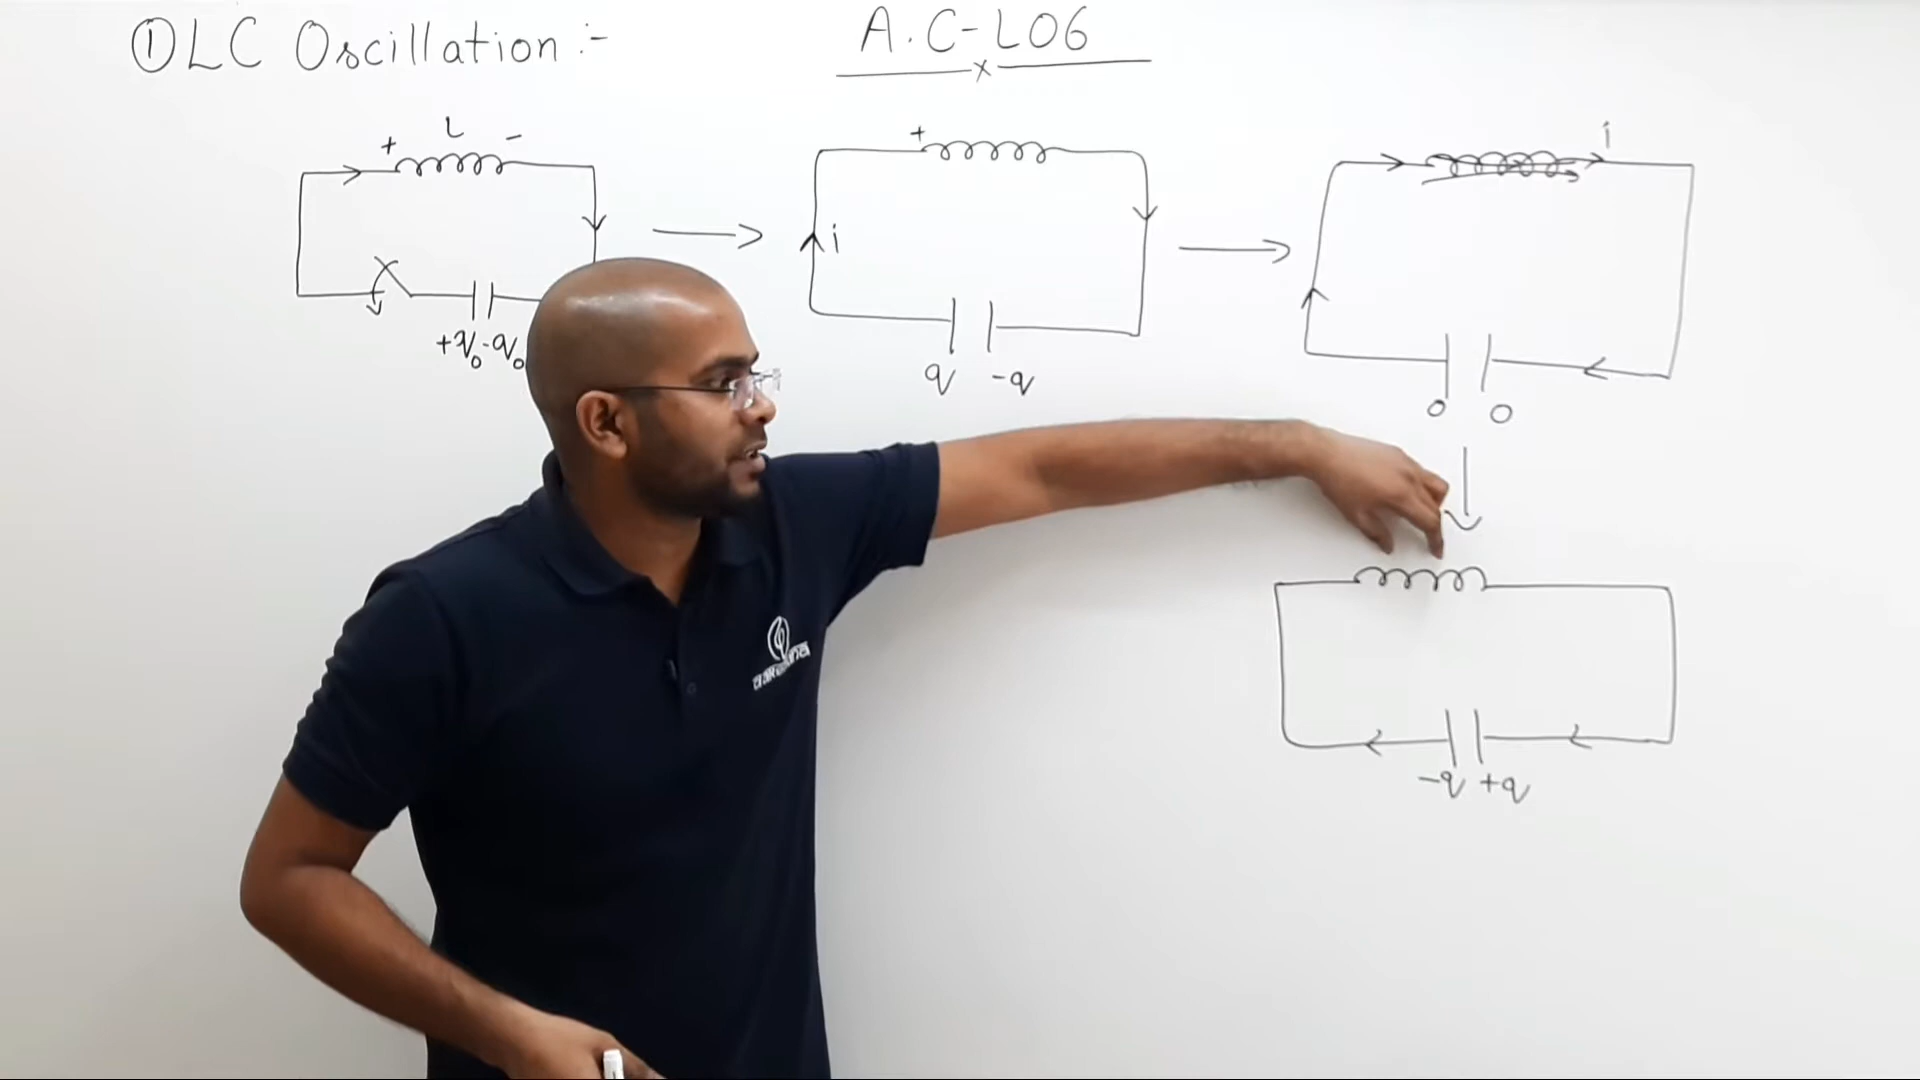 ① LC Oscillation :-
A.C-L06
x
+ L -
+q₀ -q₀
+
i
q -q
i
0 0
-q +q